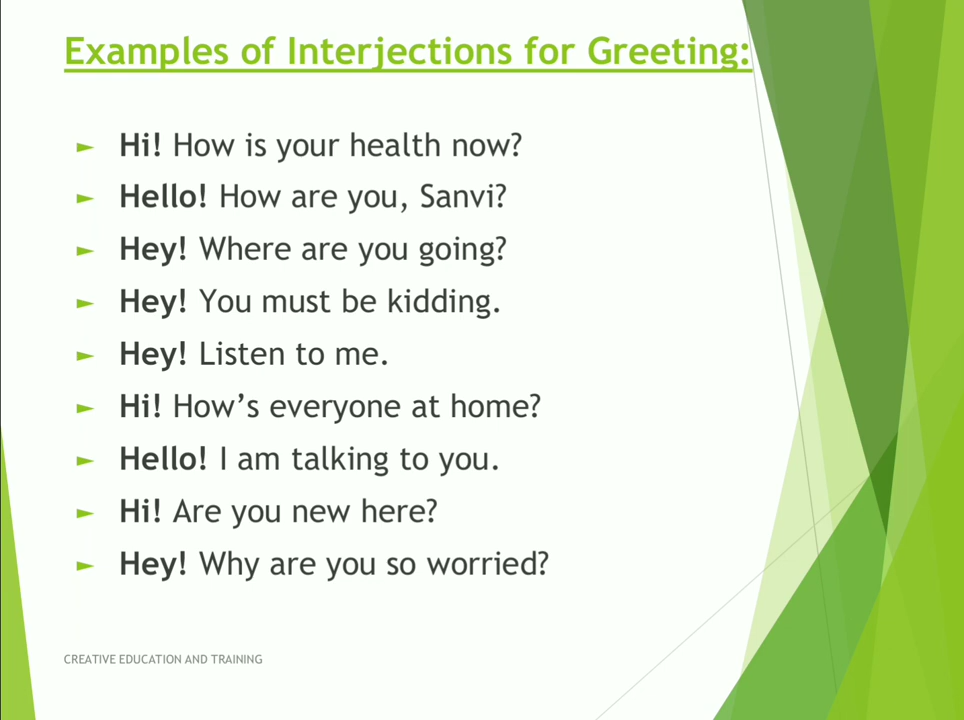 Examples of Interjections for Greeting:
► Hi! How is your health now?
► Hello! How are you, Sanvi?
► Hey! Where are you going?
► Hey! You must be kidding.
► Hey! Listen to me.
► Hi! How’s everyone at home?
► Hello! I am talking to you.
► Hi! Are you new here?
► Hey! Why are you so worried?
CREATIVE EDUCATION AND TRAINING